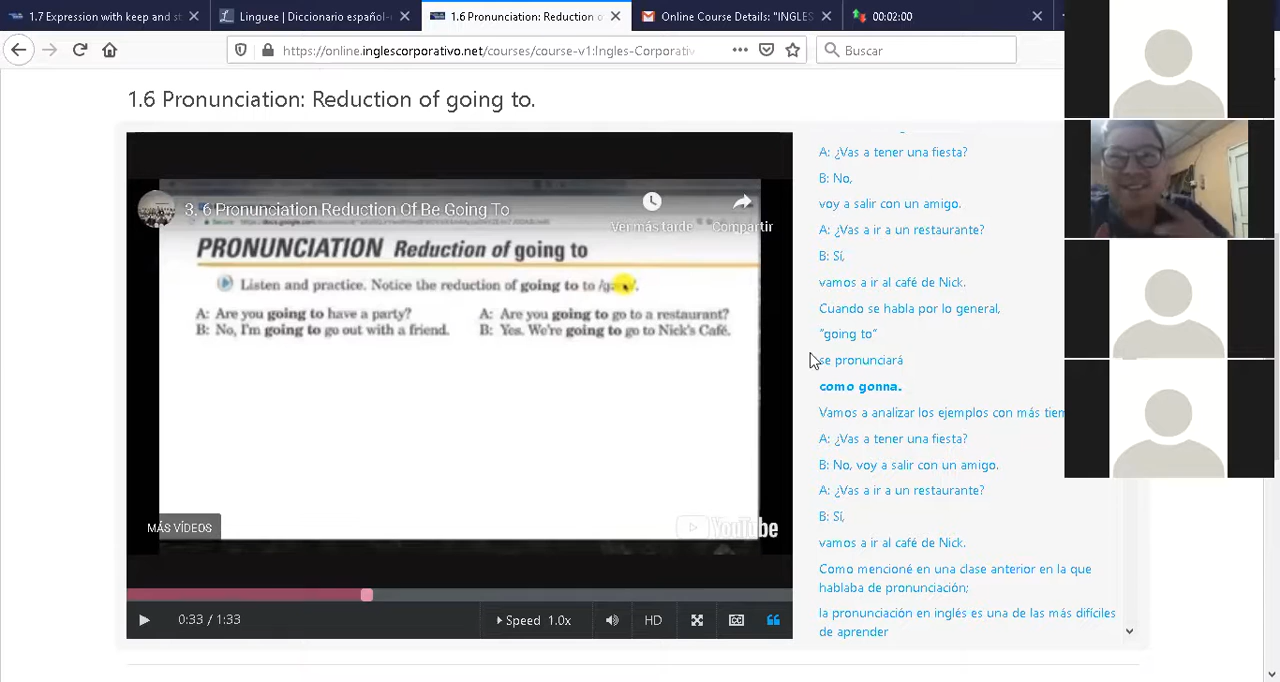 1.7 Expression with keep and st
Linguee | Diccionario español-
1.6 Pronunciation: Reduction o
Online Course Details: "INGLES
00:02:00
https://online.inglescorporativo.net/courses/course-v1:Ingles-Corporativ
Buscar
1.6 Pronunciation: Reduction of going to.
3. 6 Pronunciation Reduction Of Be Going To
Ver más tarde
Compartir
PRONUNCIATION Reduction of going to
Listen and practice. Notice the reduction of going to to
A: Are you going to have a party?
B: No, I'm going to go out with a friend.
A: Are you going to go to a restaurant?
B: Yes. We're going to go to Nick's Café.
MÁS VÍDEOS
YouTube
0:33 / 1:33
Speed 1.0x
HD
A: ¿Vas a tener una fiesta?
B: No,
voy a salir con un amigo.
A: ¿Vas a ir a un restaurante?
B: Sí,
vamos a ir al café de Nick.
Cuando se habla por lo general,
“going to”
se pronunciará
como gonna.
Vamos a analizar los ejemplos con más tiem
A: ¿Vas a tener una fiesta?
B: No, voy a salir con un amigo.
A: ¿Vas a ir a un restaurante?
B: Sí,
vamos a ir al café de Nick.
Como mencioné en una clase anterior en la que
hablaba de pronunciación;
la pronunciación en inglés es una de las más difíciles
de aprender